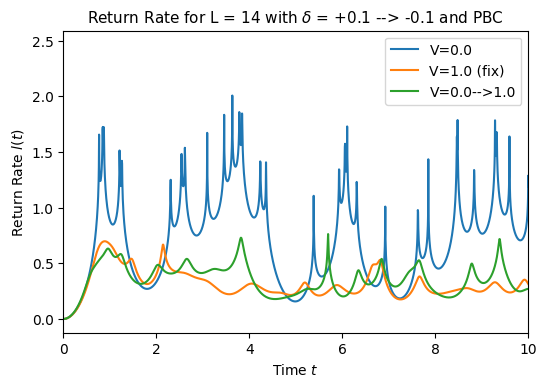 Return Rate for L = 14 with δ = +0.1 --> -0.1 and PBC
2.5
2.0
1.5
1.0
0.5
0.0
Return Rate l(t)
V=0.0
V=1.0 (fix)
V=0.0-->1.0
0 2 4 6 8 10
Time t